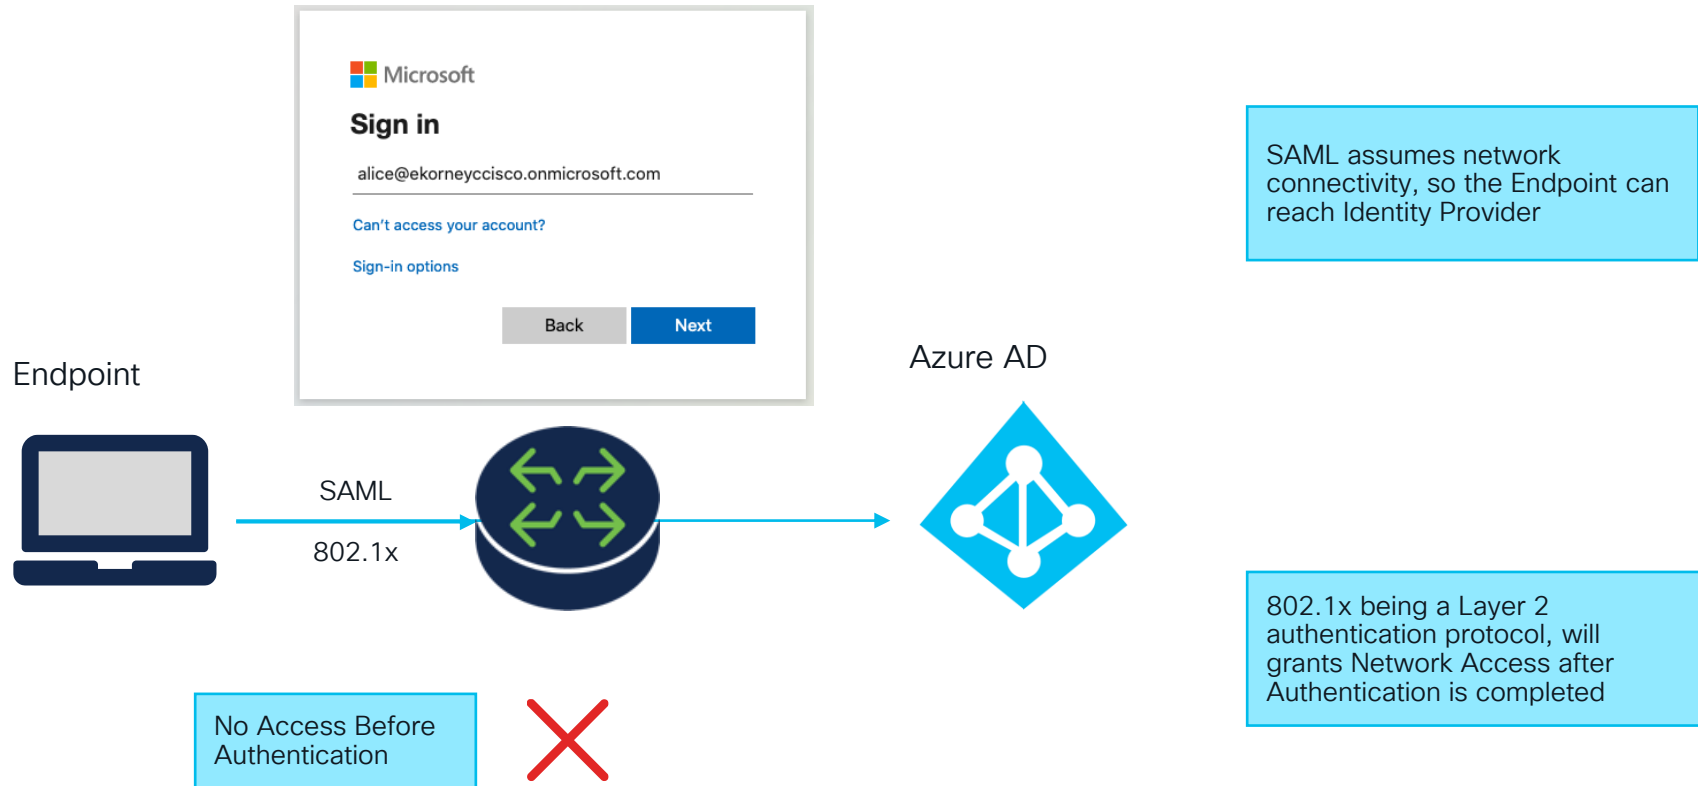 Microsoft
Sign in
alice@ekorneyccisco.onmicrosoft.com
Can't access your account?
Sign-in options
Back
Next
SAML assumes network
connectivity, so the Endpoint can
reach Identity Provider
Endpoint
Azure AD
SAML
802.1x
802.1x being a Layer 2
authentication protocol, will
grants Network Access after
Authentication is completed
No Access Before
Authentication